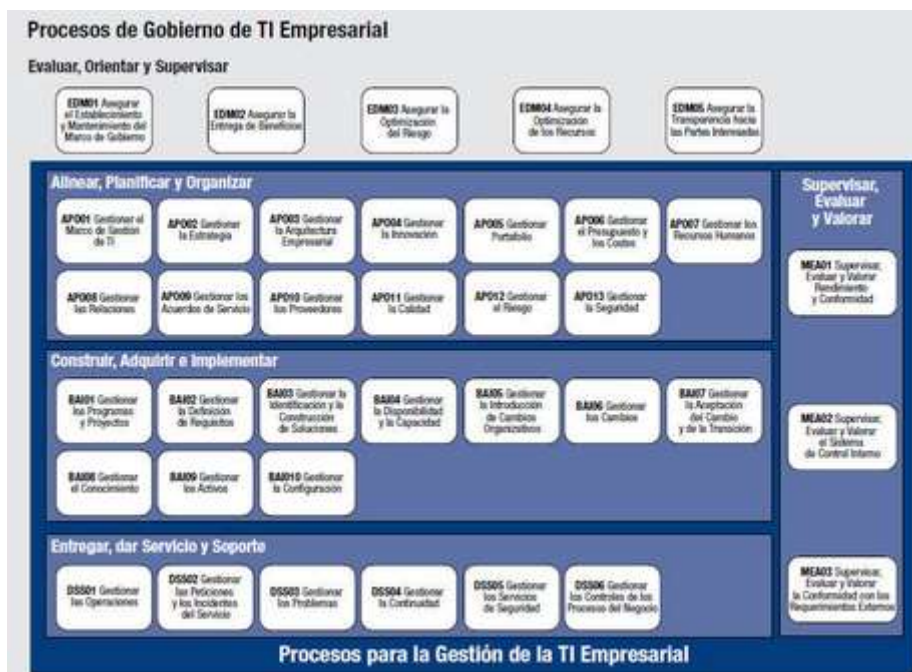 Procesos de Gobierno de TI Empresarial
Evaluar, Orientar y Supervisar
EDM01 Asegurar
el Establecimiento
y Mantenimiento del
Marco de Gobierno
EDM02 Asegurar la
Entrega de Beneficios
EDM03 Asegurar la
Optimización
del Riesgo
EDM04 Asegurar la
Optimización
de los Recursos
EDM05 Asegurar la
Transparencia hacia
las Partes Interesadas
Alinear, Planificar y Organizar
APO01 Gestionar el
Marco de Gestión
de TI
APO02 Gestionar
la Estrategia
APO03 Gestionar
la Arquitectura
Empresarial
APO04 Gestionar
la Innovación
APO05 Gestionar
Portafolio
APO06 Gestionar
el Presupuesto y
los Costes
APO07 Gestionar los
Recursos Humanos
APO08 Gestionar
las Relaciones
APO09 Gestionar los
Acuerdos de Servicio
APO10 Gestionar
los Proveedores
APO11 Gestionar
la Calidad
APO12 Gestionar
el Riesgo
APO13 Gestionar
la Seguridad
Construir, Adquirir e Implementar
BAI01 Gestionar
los Programas
y Proyectos
BAI02 Gestionar
la Definición
de Requisitos
BAI03 Gestionar la
Identificación y la
Construcción
de Soluciones
BAI04 Gestionar
la Disponibilidad
y la Capacidad
BAI05 Gestionar
la Introducción
de Cambios
Organizativos
BAI06 Gestionar
los Cambios
BAI07 Gestionar
la Aceptación
del Cambio
y de la Transición
BAI08 Gestionar
el Conocimiento
BAI09 Gestionar
los Activos
BAI010 Gestionar
la Configuración
Entregar, dar Servicio y Soporte
DSS01 Gestionar
las Operaciones
DSS02 Gestionar
las Peticiones
y los Incidentes
del Servicio
DSS03 Gestionar
los Problemas
DSS04 Gestionar
la Continuidad
DSS05 Gestionar
los Servicios
de Seguridad
DSS06 Gestionar
los Controles de los
Procesos del Negocio
Supervisar,
Evaluar
y Valorar
MEA01 Supervisar,
Evaluar y Valorar
Rendimiento
y Conformidad
MEA02 Supervisar,
Evaluar y Valorar
el Sistema
de Control Interno
MEA03 Supervisar,
Evaluar y Valorar
la Conformidad con los
Requerimientos Externos
Procesos para la Gestión de la TI Empresarial